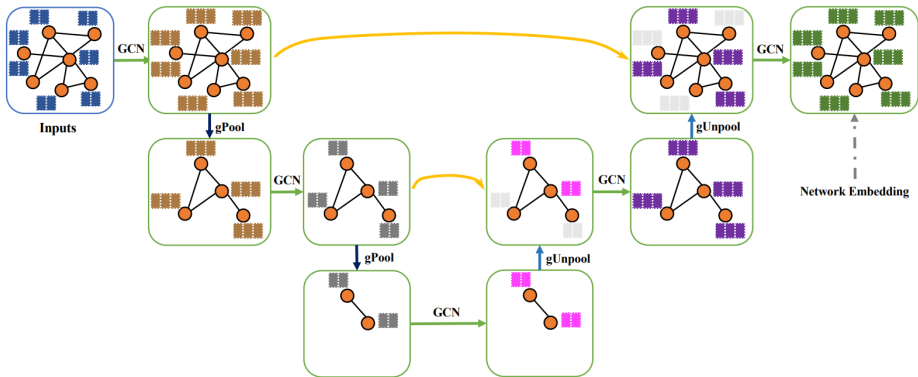 GCN
GCN
Inputs
gPool
gUnpool
GCN
GCN
Network Embedding
gPool
gUnpool
GCN